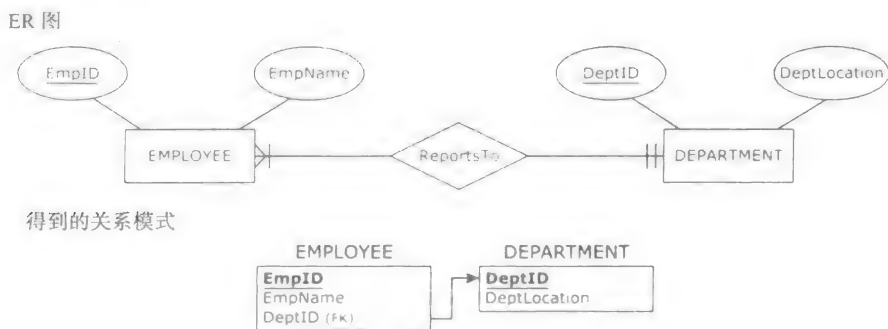 ER 图
EmpID
EmpName
DeptID
DeptLocation
EMPLOYEE
ReportsTo
DEPARTMENT
得到的关系模式
EMPLOYEE
DEPARTMENT
EmpID
EmpName
DeptID (FK)
DeptID
DeptLocation